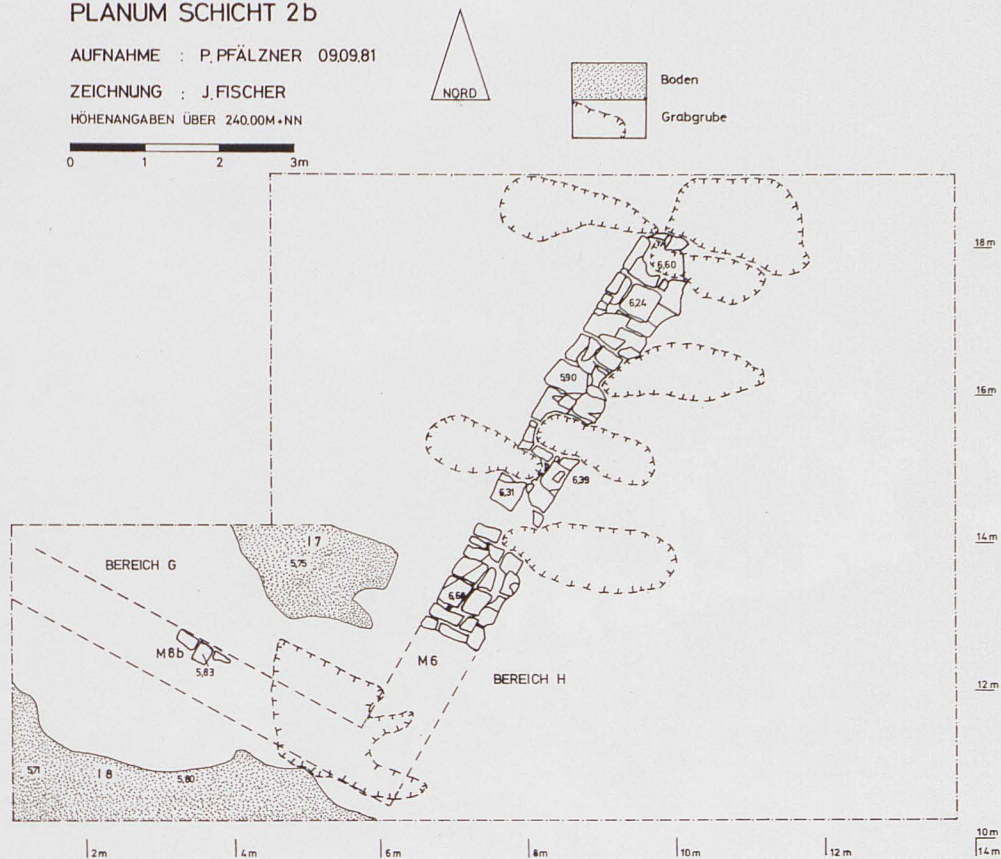 PLANUM SCHICHT 2b
AUFNAHME : P. PFÄLZNER 09.09.81
ZEICHNUNG : J. FISCHER
HÖHENANGABEN ÜBER 240.00M+NN
0 1 2 3m
NORD
Boden
Grabgrube
18m
6,60
6,24
16m
5,90
6,39
6,31
14m
I 7
5,75
BEREICH G
M8b
5,83
M6
BEREICH H
12m
5,71
I 8
5,80
10m
2m 4m 6m 8m 10m 12m 14m